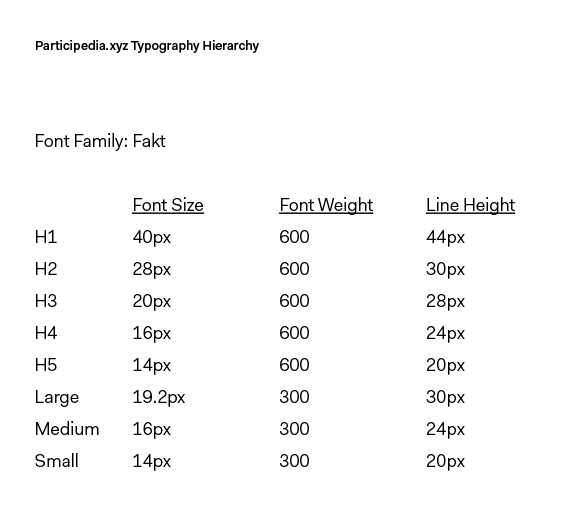 Participedia.xyz Typography Hierarchy
Font Family: Fakt
Font Size Font Weight Line Height
H1 40px 600 44px
H2 28px 600 30px
H3 20px 600 28px
H4 16px 600 24px
H5 14px 600 20px
Large 19.2px 300 30px
Medium 16px 300 24px
Small 14px 300 20px